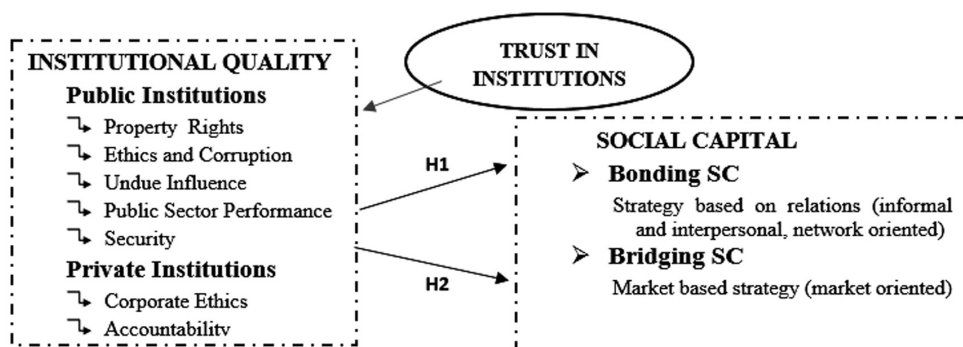 TRUST IN
INSTITUTIONS
INSTITUTIONAL QUALITY
Public Institutions
Property Rights
Ethics and Corruption
Undue Influence
Public Sector Performance
Security
Private Institutions
Corporate Ethics
Accountability
H1
H2
SOCIAL CAPITAL
Bonding SC
Strategy based on relations (informal
and interpersonal, network oriented)
Bridging SC
Market based strategy (market oriented)